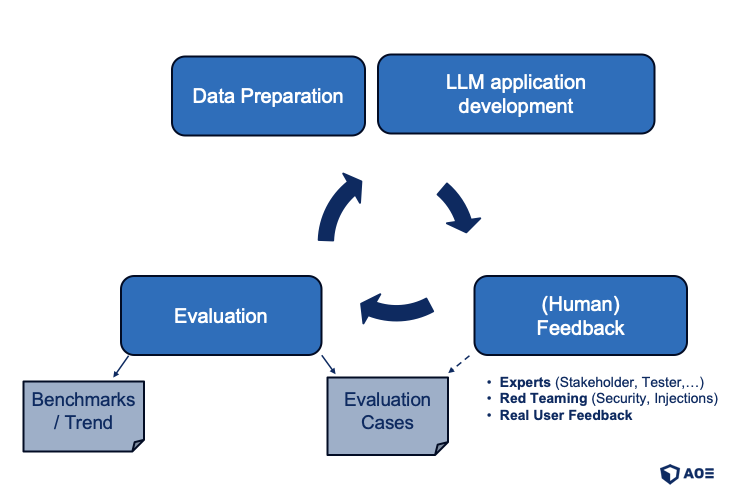 Data Preparation
LLM application
development
Evaluation
(Human)
Feedback
Benchmarks
/ Trend
Evaluation
Cases
• Experts (Stakeholder, Tester,…)
• Red Teaming (Security, Injections)
• Real User Feedback
AOE